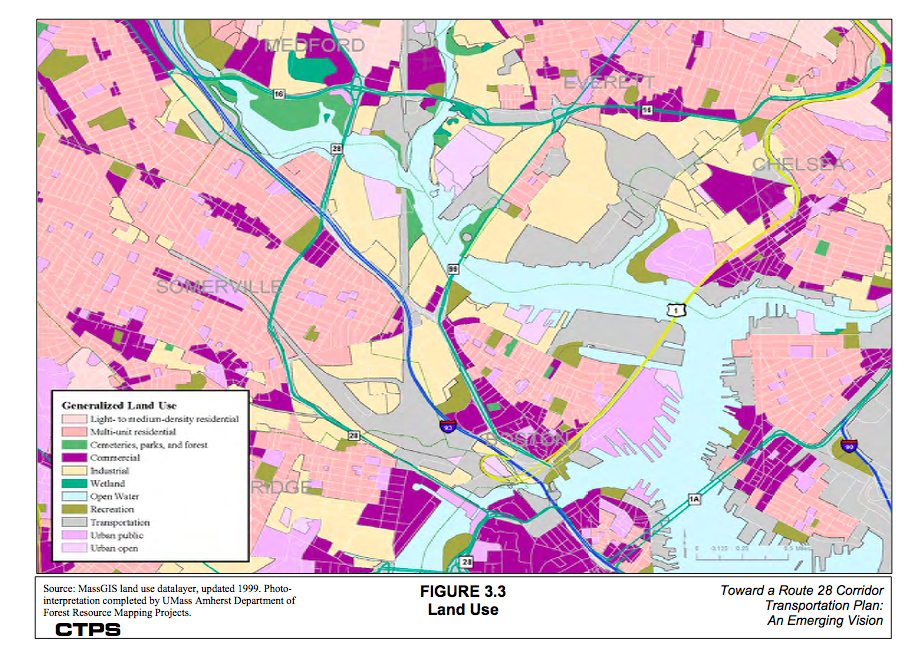 MEDFORD
EVERETT
16
16
28
CHELSEA
SOMERVILLE
99
1
Generalized Land Use
Light- to medium-density residential
Multi-unit residential
Cemeteries, parks, and forest
Commercial
Industrial
Wetland
Open Water
Recreation
Transportation
Urban public
Urban open
93
28
BOSTON
90
RIDGE
1A
28
0 0.125 0.25 0.5 Miles
Source: MassGIS land use datalayer, updated 1999. Photo-
interpretation completed by UMass Amherst Department of
Forest Resource Mapping Projects.
CTPS
FIGURE 3.3
Land Use
Toward a Route 28 Corridor
Transportation Plan:
An Emerging Vision